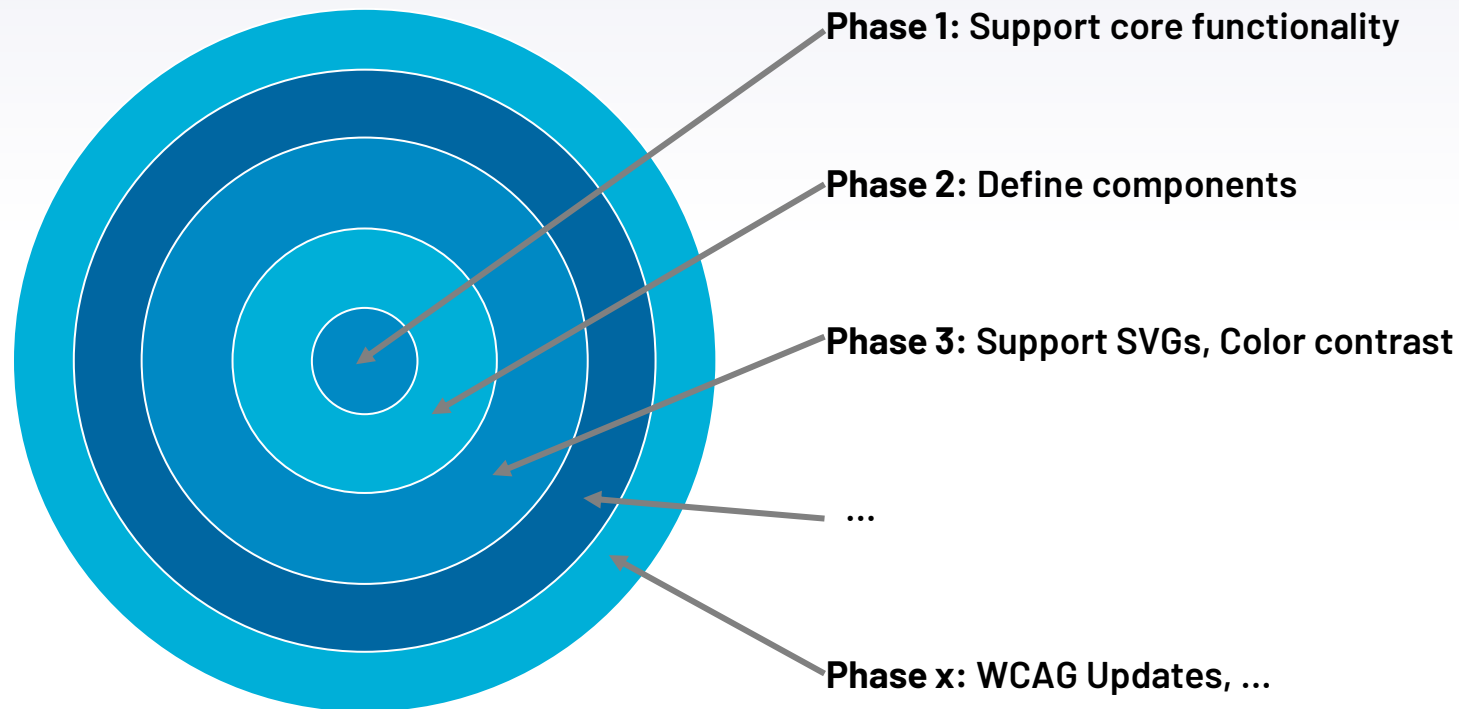 Phase 1: Support core functionality
Phase 2: Define components
Phase 3: Support SVGs, Color contrast
...
Phase x: WCAG Updates, ...